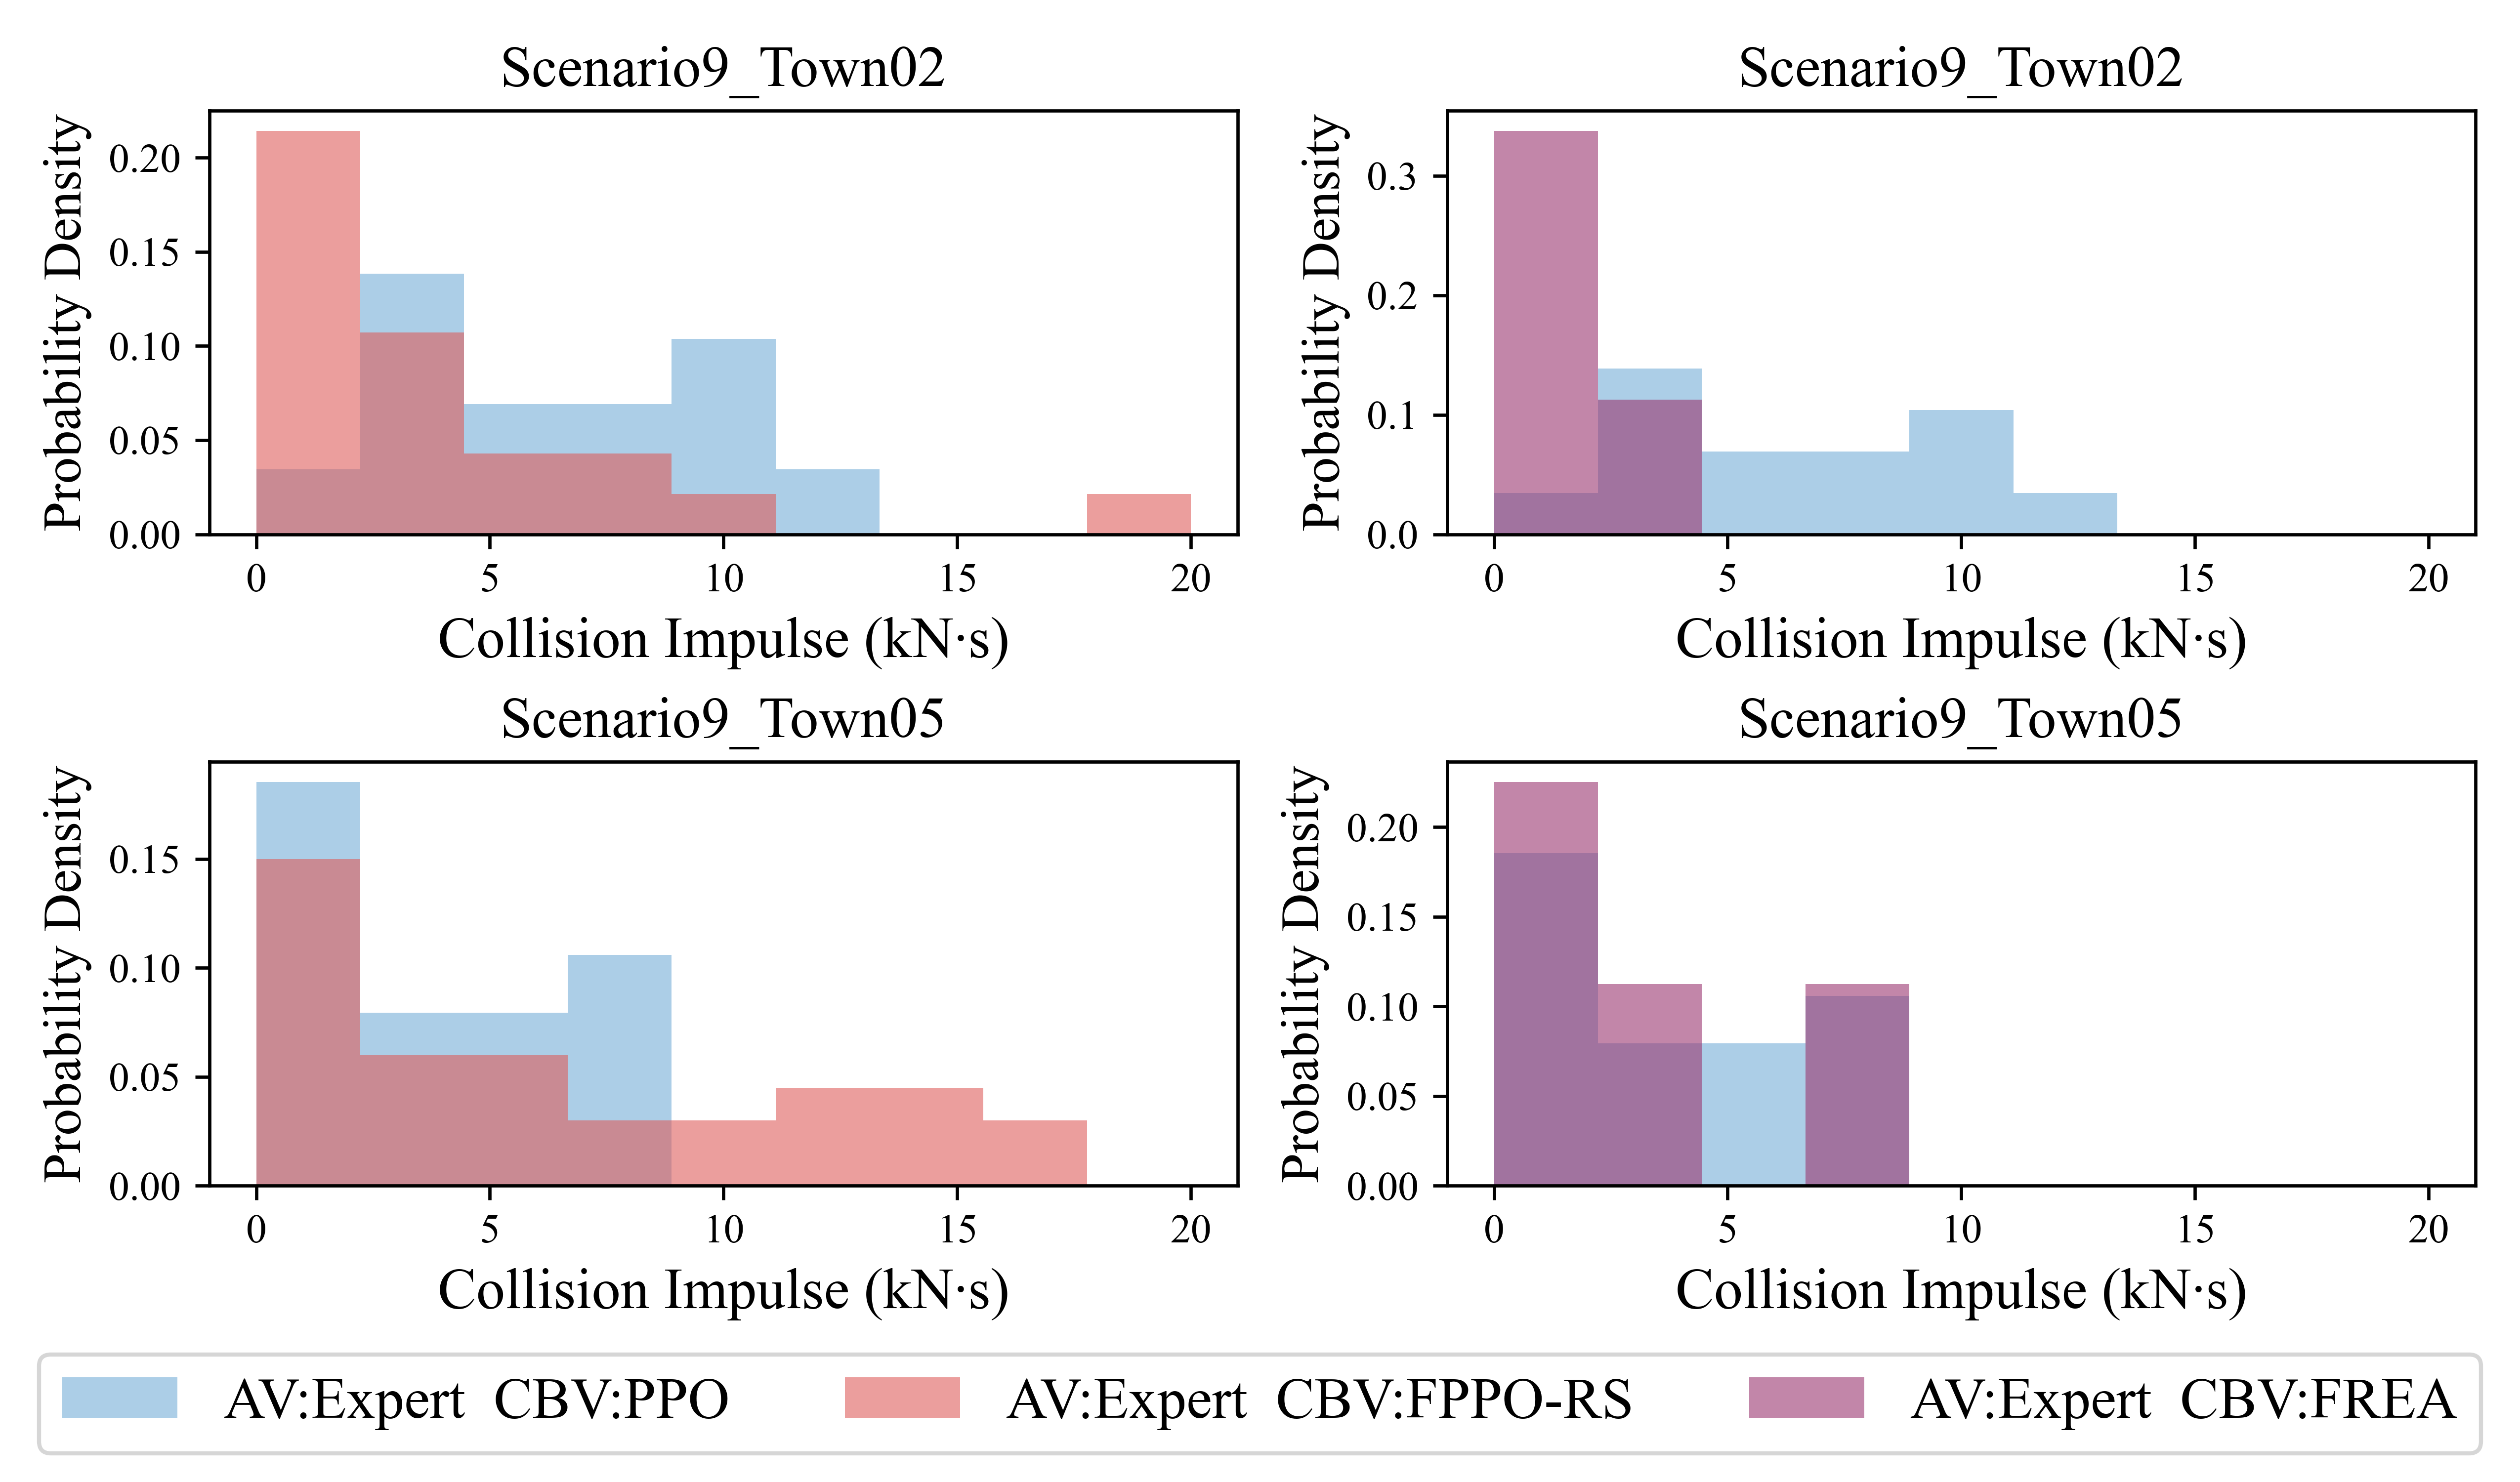 Scenario9_Town02
Probability Density
0.20
0.15
0.10
0.05
0.00
0 5 10 15 20
Collision Impulse (kN·s)
Scenario9_Town02
Probability Density
0.3
0.2
0.1
0.0
0 5 10 15 20
Collision Impulse (kN·s)
Scenario9_Town05
Probability Density
0.15
0.10
0.05
0.00
0 5 10 15 20
Collision Impulse (kN·s)
Scenario9_Town05
Probability Density
0.20
0.15
0.10
0.05
0.00
0 5 10 15 20
Collision Impulse (kN·s)
AV:Expert CBV:PPO
AV:Expert CBV:FPPO-RS
AV:Expert CBV:FREA